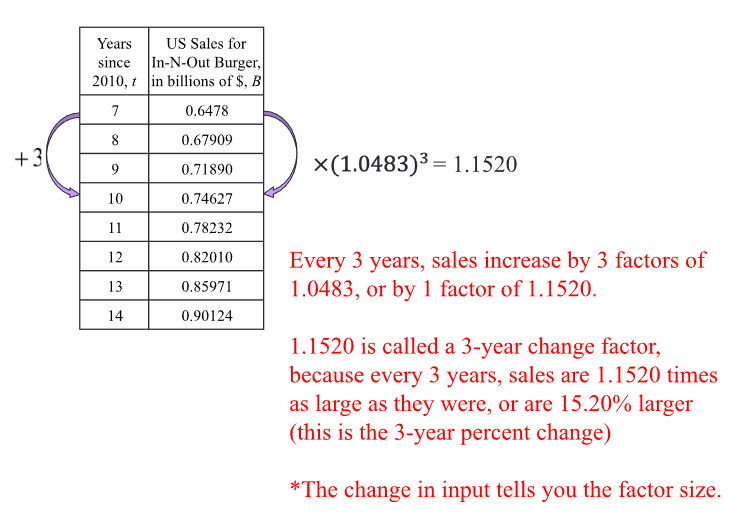 Years since 2010, t | US Sales for In-N-Out Burger, in billions of $, B
7 | 0.6478
8 | 0.67909
+3
9 | 0.71890
×(1.0483)³ = 1.1520
10 | 0.74627
11 | 0.78232
12 | 0.82010
13 | 0.85971
14 | 0.90124
Every 3 years, sales increase by 3 factors of
1.0483, or by 1 factor of 1.1520.
1.1520 is called a 3-year change factor,
because every 3 years, sales are 1.1520 times
as large as they were, or are 15.20% larger
(this is the 3-year percent change)
*The change in input tells you the factor size.